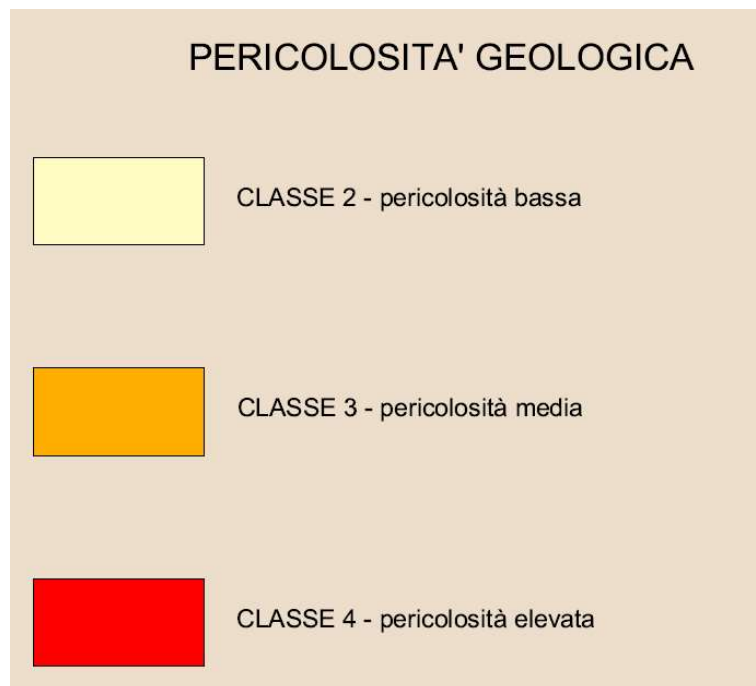 PERICOLOSITA' GEOLOGICA
CLASSE 2 - pericolosità bassa
CLASSE 3 - pericolosità media
CLASSE 4 - pericolosità elevata